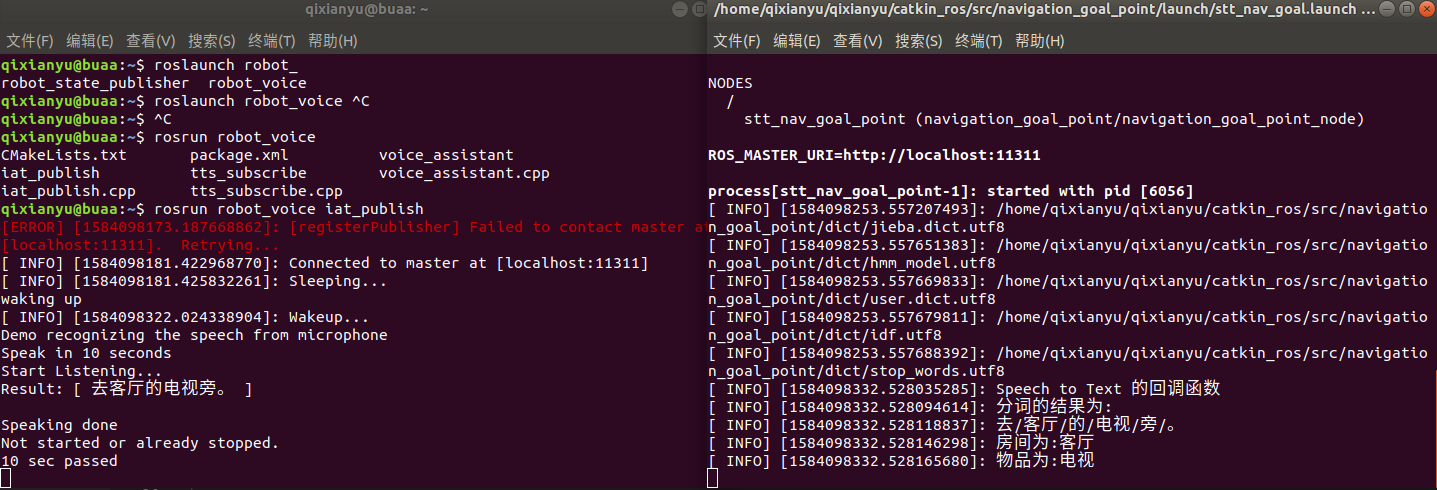 qixianyu@buaa: ~
文件(F) 编辑(E) 查看(V) 搜索(S) 终端(T) 帮助(H)
qixianyu@buaa:~$ roslaunch robot_
robot_state_publisher  robot_voice
qixianyu@buaa:~$ roslaunch robot_voice ^C
qixianyu@buaa:~$ ^C
qixianyu@buaa:~$ rosrun robot_voice
CMakeLists.txt       package.xml          voice_assistant
iat_publish          tts_subscribe        voice_assistant.cpp
iat_publish.cpp      tts_subscribe.cpp
qixianyu@buaa:~$ rosrun robot_voice iat_publish
[ERROR] [1584098173.187668862]: [registerPublisher] Failed to contact master at
[localhost:11311].  Retrying...
[ INFO] [1584098181.422968770]: Connected to master at [localhost:11311]
[ INFO] [1584098181.425832261]: Sleeping...
waking up
[ INFO] [1584098322.024338904]: Wakeup...
Demo recognizing the speech from microphone
Speak in 10 seconds
Start Listening...
Result: [ 去客厅的电视旁。 ]
Speaking done
Not started or already stopped.
10 sec passed
/home/qixianyu/qixianyu/catkin_ros/src/navigation_goal_point/launch/stt_nav_goal.launch ...
文件(F) 编辑(E) 查看(V) 搜索(S) 终端(T) 帮助(H)
NODES
/
stt_nav_goal_point (navigation_goal_point/navigation_goal_point_node)
ROS_MASTER_URI=http://localhost:11311
process[stt_nav_goal_point-1]: started with pid [6056]
[ INFO] [1584098253.557207493]: /home/qixianyu/qixianyu/catkin_ros/src/navigatio
n_goal_point/dict/jieba.dict.utf8
[ INFO] [1584098253.557651383]: /home/qixianyu/qixianyu/catkin_ros/src/navigatio
n_goal_point/dict/hmm_model.utf8
[ INFO] [1584098253.557669833]: /home/qixianyu/qixianyu/catkin_ros/src/navigatio
n_goal_point/dict/user.dict.utf8
[ INFO] [1584098253.557679811]: /home/qixianyu/qixianyu/catkin_ros/src/navigatio
n_goal_point/dict/idf.utf8
[ INFO] [1584098253.557688392]: /home/qixianyu/qixianyu/catkin_ros/src/navigatio
n_goal_point/dict/stop_words.utf8
[ INFO] [1584098332.528035285]: Speech to Text 的回调函数
[ INFO] [1584098332.528094614]: 分词的结果为:
[ INFO] [1584098332.528118837]: 去/客厅/的/电视/旁/。
[ INFO] [1584098332.528146298]: 房间为:客厅
[ INFO] [1584098332.528165680]: 物品为:电视